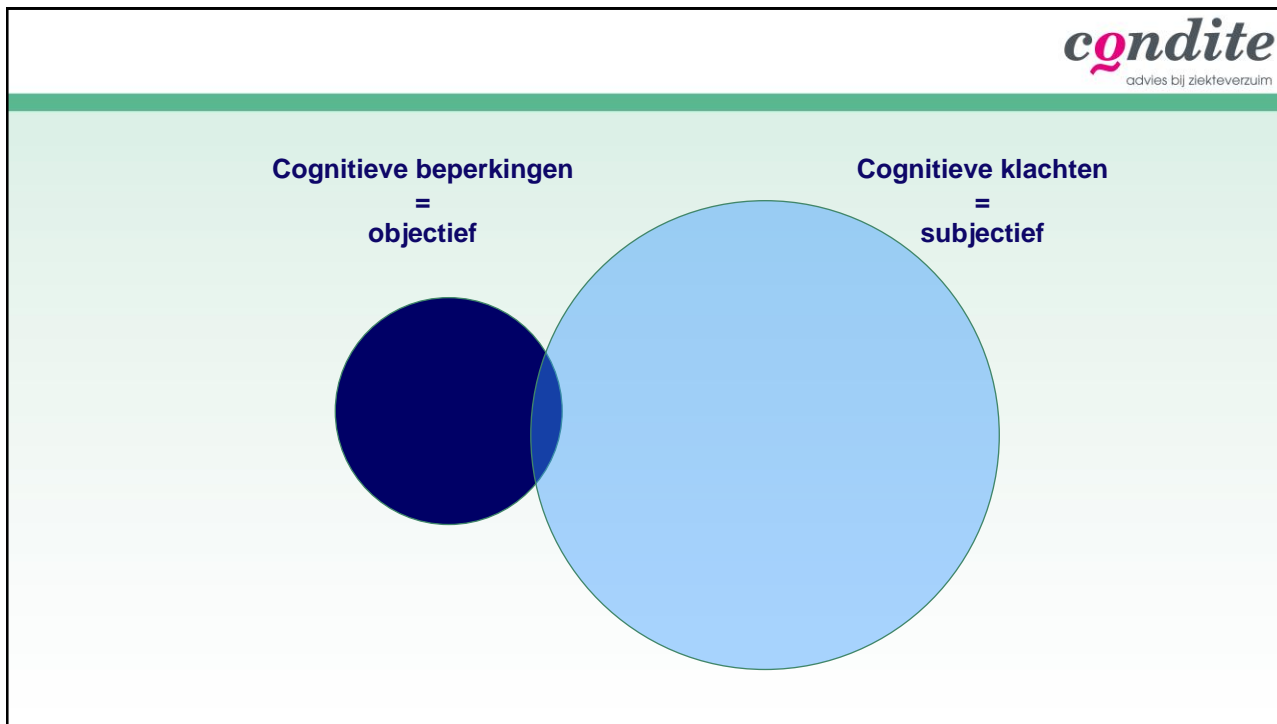 condite
advies bij ziekteverzuim
Cognitieve beperkingen
=
objectief
Cognitieve klachten
=
subjectief